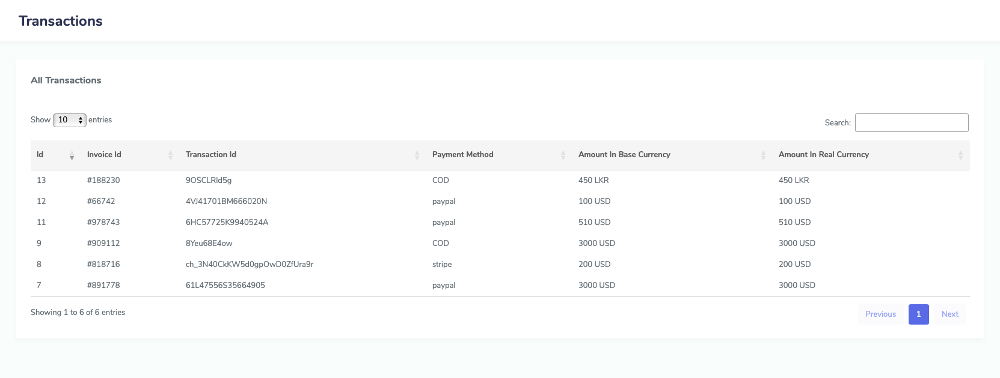 Transactions
All Transactions
Show 10 entries Search:
Id Invoice Id Transaction Id Payment Method Amount In Base Currency Amount In Real Currency
13 #188230 9OSCLRld5g COD 450 LKR 450 LKR
12 #66742 4VJ41701BM666020N paypal 100 USD 100 USD
11 #978743 6HC57725K9940524A paypal 510 USD 510 USD
9 #909112 8Yeu68E4ow COD 3000 USD 3000 USD
8 #818716 ch_3N40CkKW5d0gpOwD0ZfUra9r stripe 200 USD 200 USD
7 #891778 61L47556S35664905 paypal 3000 USD 3000 USD
Showing 1 to 6 of 6 entries Previous 1 Next